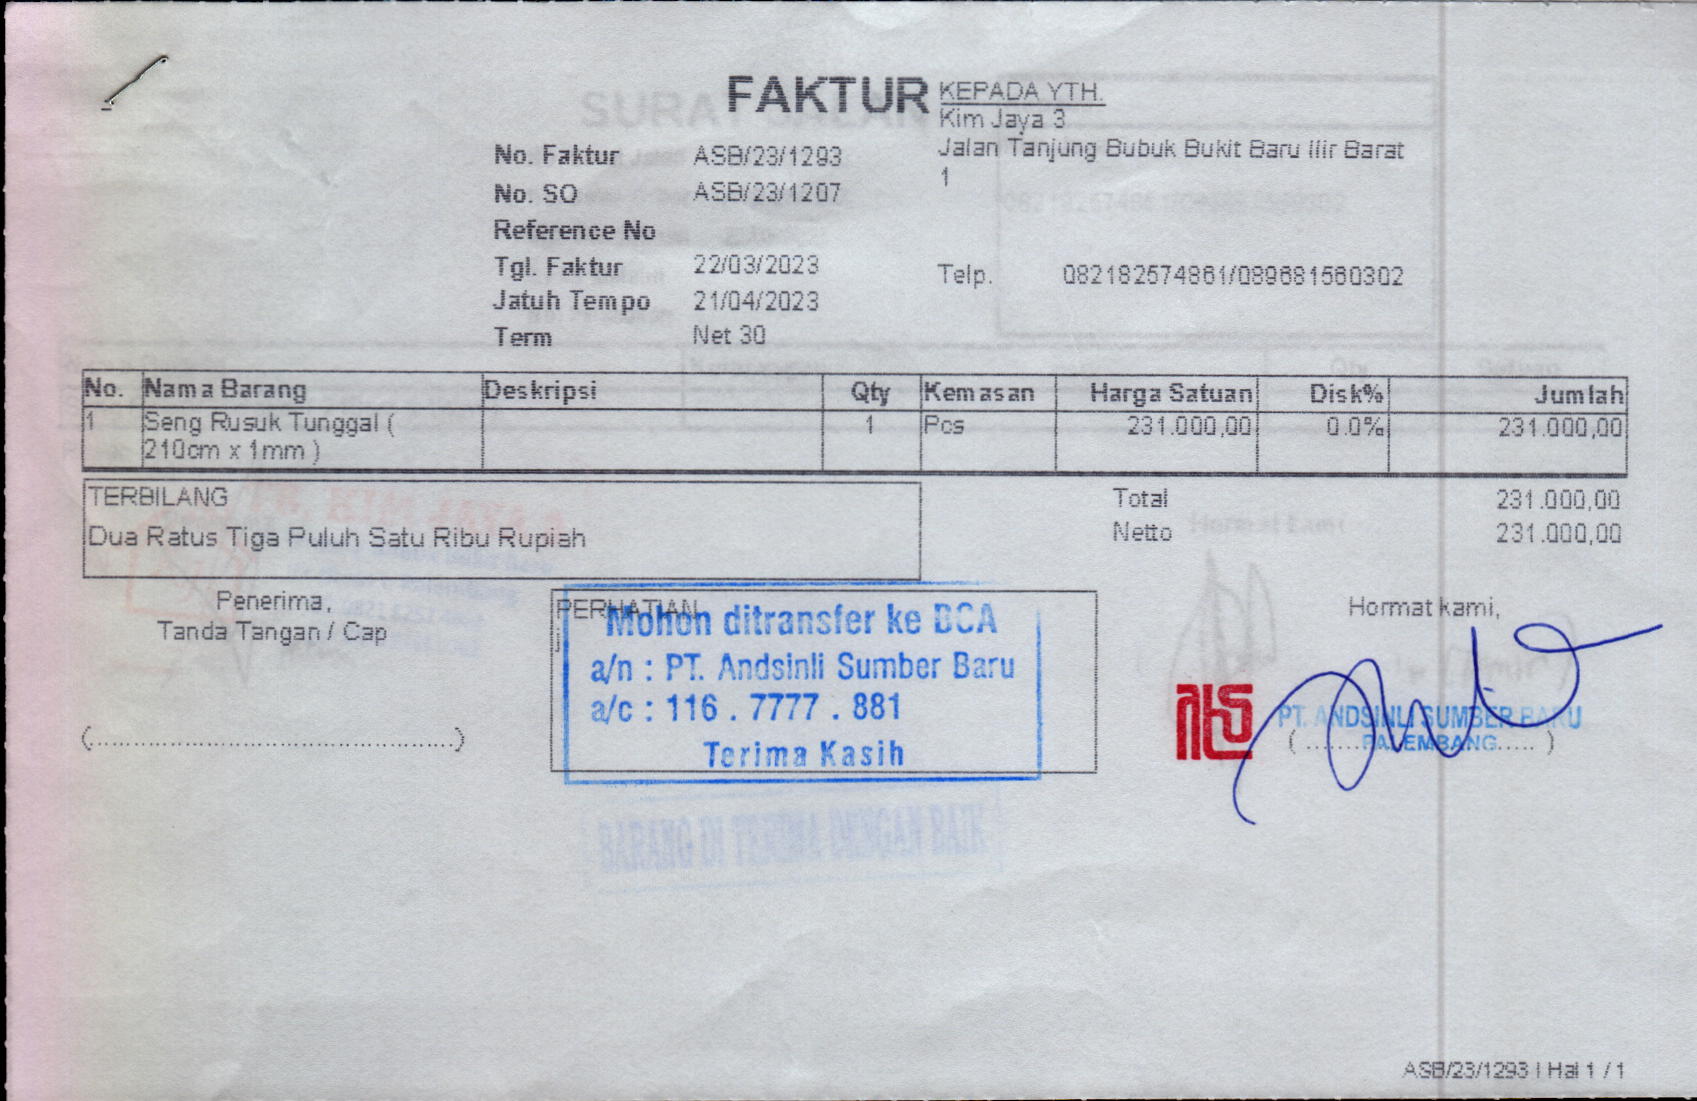 FAKTUR
KEPADA YTH.
Kim Jaya 3
Jalan Tanjung Bubuk Bukit Baru Ilir Barat
1
No. Faktur ASB/23/1293
No. SO ASB/23/1207
Reference No
Tgl. Faktur 22/03/2023
Telp. 082182574861/089681560302
Jatuh Tempo 21/04/2023
Term Net 30
No. Nama Barang Deskripsi Qty Kemasan Harga Satuan Disk% Jumlah
1 Seng Rusuk Tunggal ( 1 Pcs 231.000,00 0.0% 231.000,00
210cm x 1mm )
TERBILANG
Dua Ratus Tiga Puluh Satu Ribu Rupiah
Total 231.000,00
Netto 231.000,00
Penerima,
Tanda Tangan / Cap
(................................................)
PERHATIAN
Mohon ditransfer ke BCA
a/n : PT. Andsinli Sumber Baru
a/c : 116 . 7777 . 881
Terima Kasih
Hormat kami,
PT. ANDSINLI SUMBER BARU
PALEMBANG
BARANG DI TERIMA DENGAN BAIK
ASB/23/1293 | Hal 1 / 1